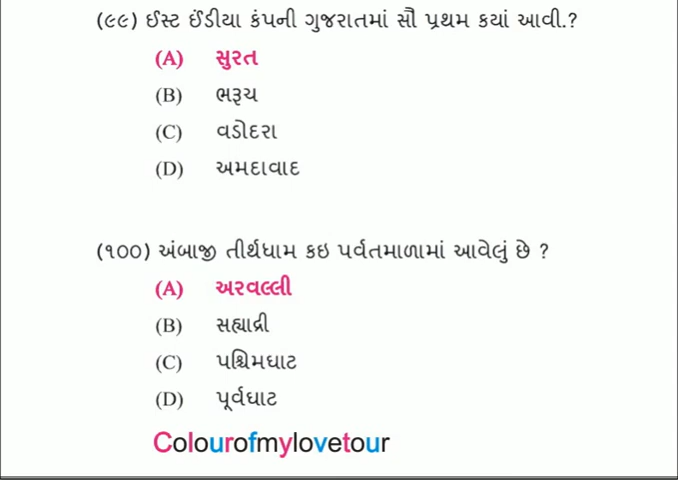 (૯૯) ઈસ્ટ ઈંડીયા કંપની ગુજરાતમાં સૌ પ્રથમ કયાં આવી.?
(A) સુરત
(B) ભરૂચ
(C) વડોદરા
(D) અમદાવાદ
(૧૦૦) અંબાજી તીર્થધામ કઇ પર્વતમાળામાં આવેલું છે ?
(A) અરવલ્લી
(B) સહ્યાદ્રી
(C) પશ્ચિમઘાટ
(D) પૂર્વઘાટ
Colourofmylovetour